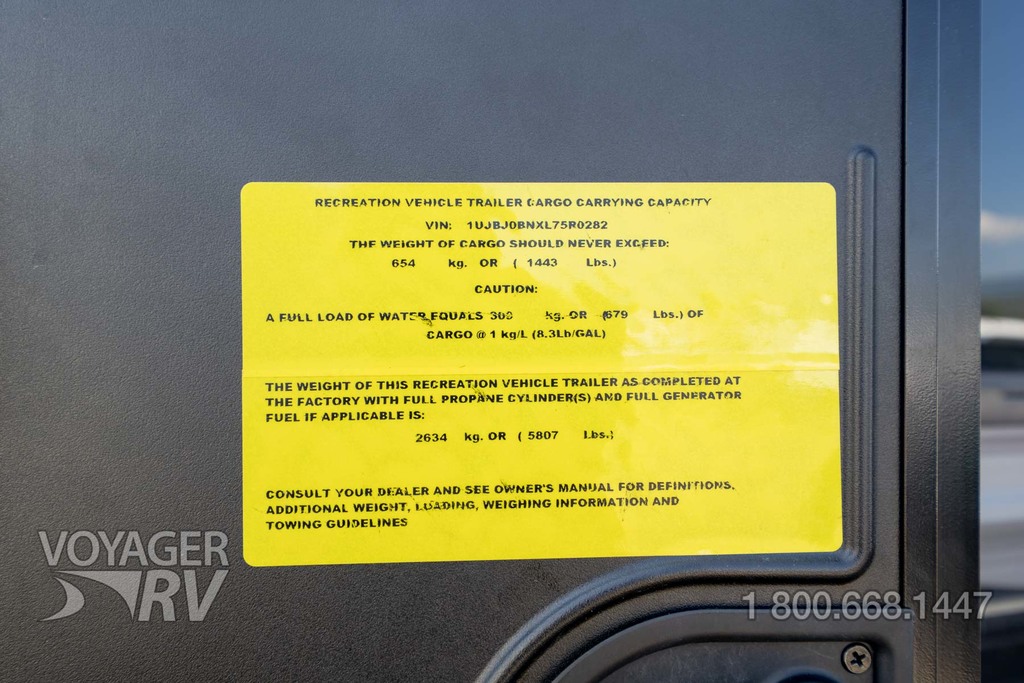 RECREATION VEHICLE TRAILER CARGO CARRYING CAPACITY
VIN: 1UJBJ0BNXL75R0282
THE WEIGHT OF CARGO SHOULD NEVER EXCEED:
654 kg. OR ( 1443 Lbs.)
CAUTION:
A FULL LOAD OF WATER EQUALS 308 kg. OR (679 Lbs.) OF
CARGO @ 1 kg/L (8.3Lb/GAL)
THE WEIGHT OF THIS RECREATION VEHICLE TRAILER AS COMPLETED AT
THE FACTORY WITH FULL PROPANE CYLINDER(S) AND FULL GENERATOR
FUEL IF APPLICABLE IS:
2634 kg. OR ( 5807 Lbs.)
CONSULT YOUR DEALER AND SEE OWNER'S MANUAL FOR DEFINITIONS,
ADDITIONAL WEIGHT, LOADING, WEIGHING INFORMATION AND
TOWING GUIDELINES
VOYAGER
RV
1 800.668.1447